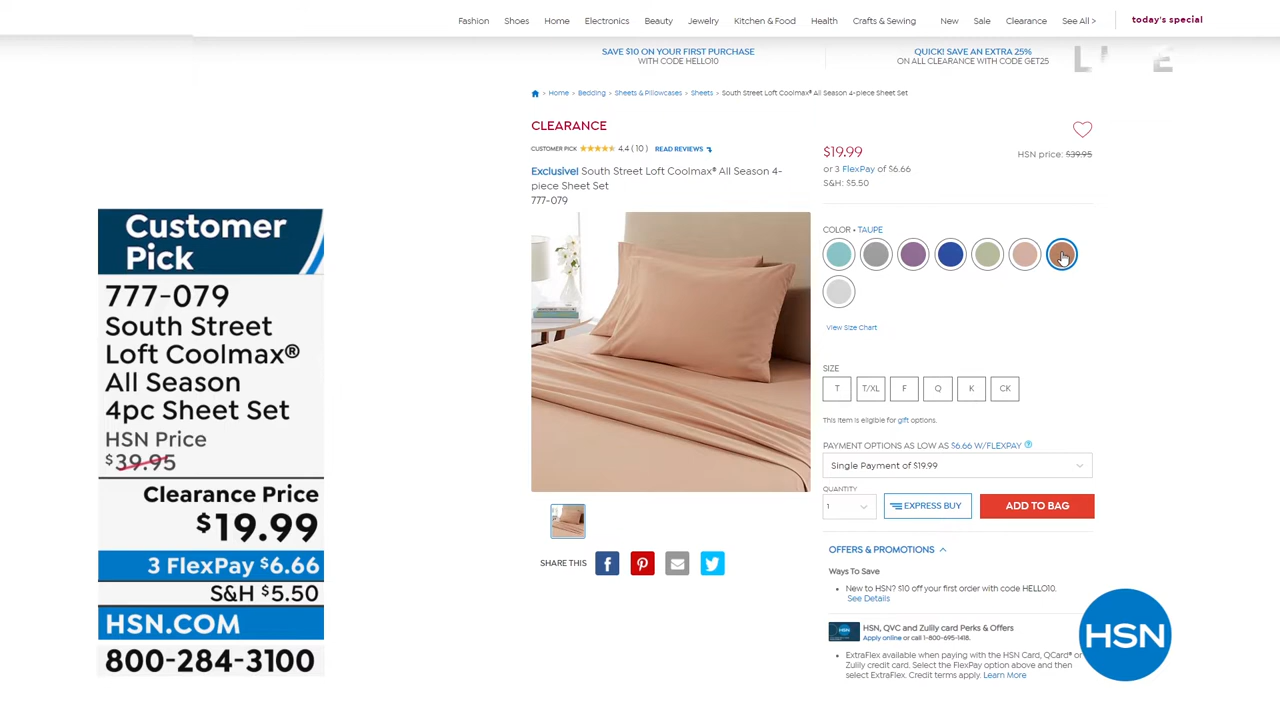 Fashion Shoes Home Electronics Beauty Jewelry Kitchen & Food Health Crafts & Sewing New Sale Clearance See All > today's special
SAVE $10 ON YOUR FIRST PURCHASE
WITH CODE HELLO10
QUICK! SAVE AN EXTRA 25%
ON ALL CLEARANCE WITH CODE GET25
> Home > Bedding > Sheets & Pillowcases > Sheets > South Street Loft Coolmax® All Season 4-piece Sheet Set
CLEARANCE
CUSTOMER PICK 4.4 ( 10 ) READ REVIEWS
Exclusive! South Street Loft Coolmax® All Season 4-
piece Sheet Set
777-079
$19.99
HSN price: $39.95
or 3 FlexPay of $6.66
S&H: $5.50
COLOR • TAUPE
View Size Chart
SIZE
T T/XL F Q K CK
This item is eligible for gift options.
PAYMENT OPTIONS AS LOW AS $6.66 W/FLEXPAY ?
Single Payment of $19.99
QUANTITY
1
EXPRESS BUY
ADD TO BAG
SHARE THIS
OFFERS & PROMOTIONS
Ways To Save
• New to HSN? $10 off your first order with code HELLO10.
See Details
HSN, QVC and Zulily card Perks & Offers
Apply online or call 1-800-695-1418.
• ExtraFlex available when paying with the HSN Card, QCard® or
Zulily credit card. Select the FlexPay option above and then
select ExtraFlex. Credit terms apply. Learn More
Customer
Pick
777-079
South Street
Loft Coolmax®
All Season
4pc Sheet Set
HSN Price
$39.95
Clearance Price
$19.99
3 FlexPay $6.66
S&H $5.50
HSN.COM
800-284-3100
HSN